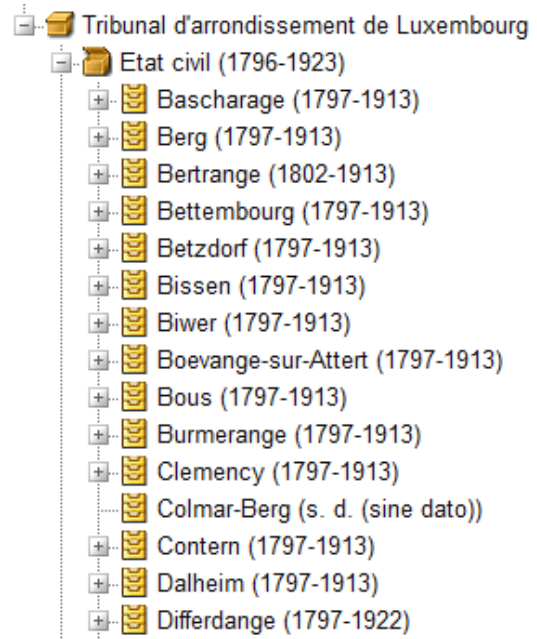 Tribunal d'arrondissement de Luxembourg
Etat civil (1796-1923)
Bascharage (1797-1913)
Berg (1797-1913)
Bertrange (1802-1913)
Bettembourg (1797-1913)
Betzdorf (1797-1913)
Bissen (1797-1913)
Biwer (1797-1913)
Boevange-sur-Attert (1797-1913)
Bous (1797-1913)
Burmerange (1797-1913)
Clemency (1797-1913)
Colmar-Berg (s. d. (sine dato))
Contern (1797-1913)
Dalheim (1797-1913)
Differdange (1797-1922)